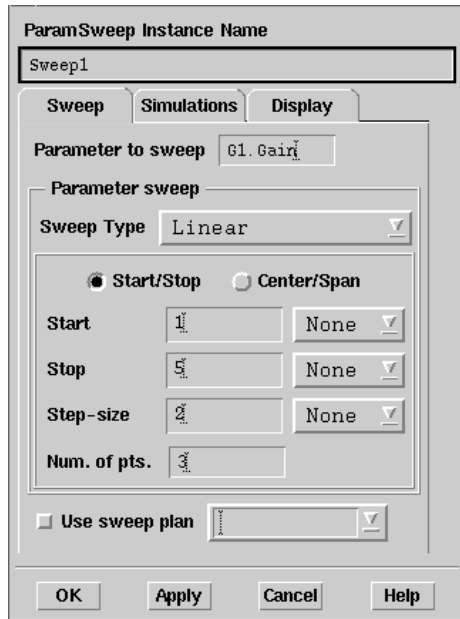 ParamSweep Instance Name
Sweep1
Sweep Simulations Display
Parameter to sweep G1.Gain
Parameter sweep
Sweep Type Linear
Start/Stop Center/Span
Start 1 None
Stop 5 None
Step-size 2 None
Num. of pts. 3
Use sweep plan
OK Apply Cancel Help